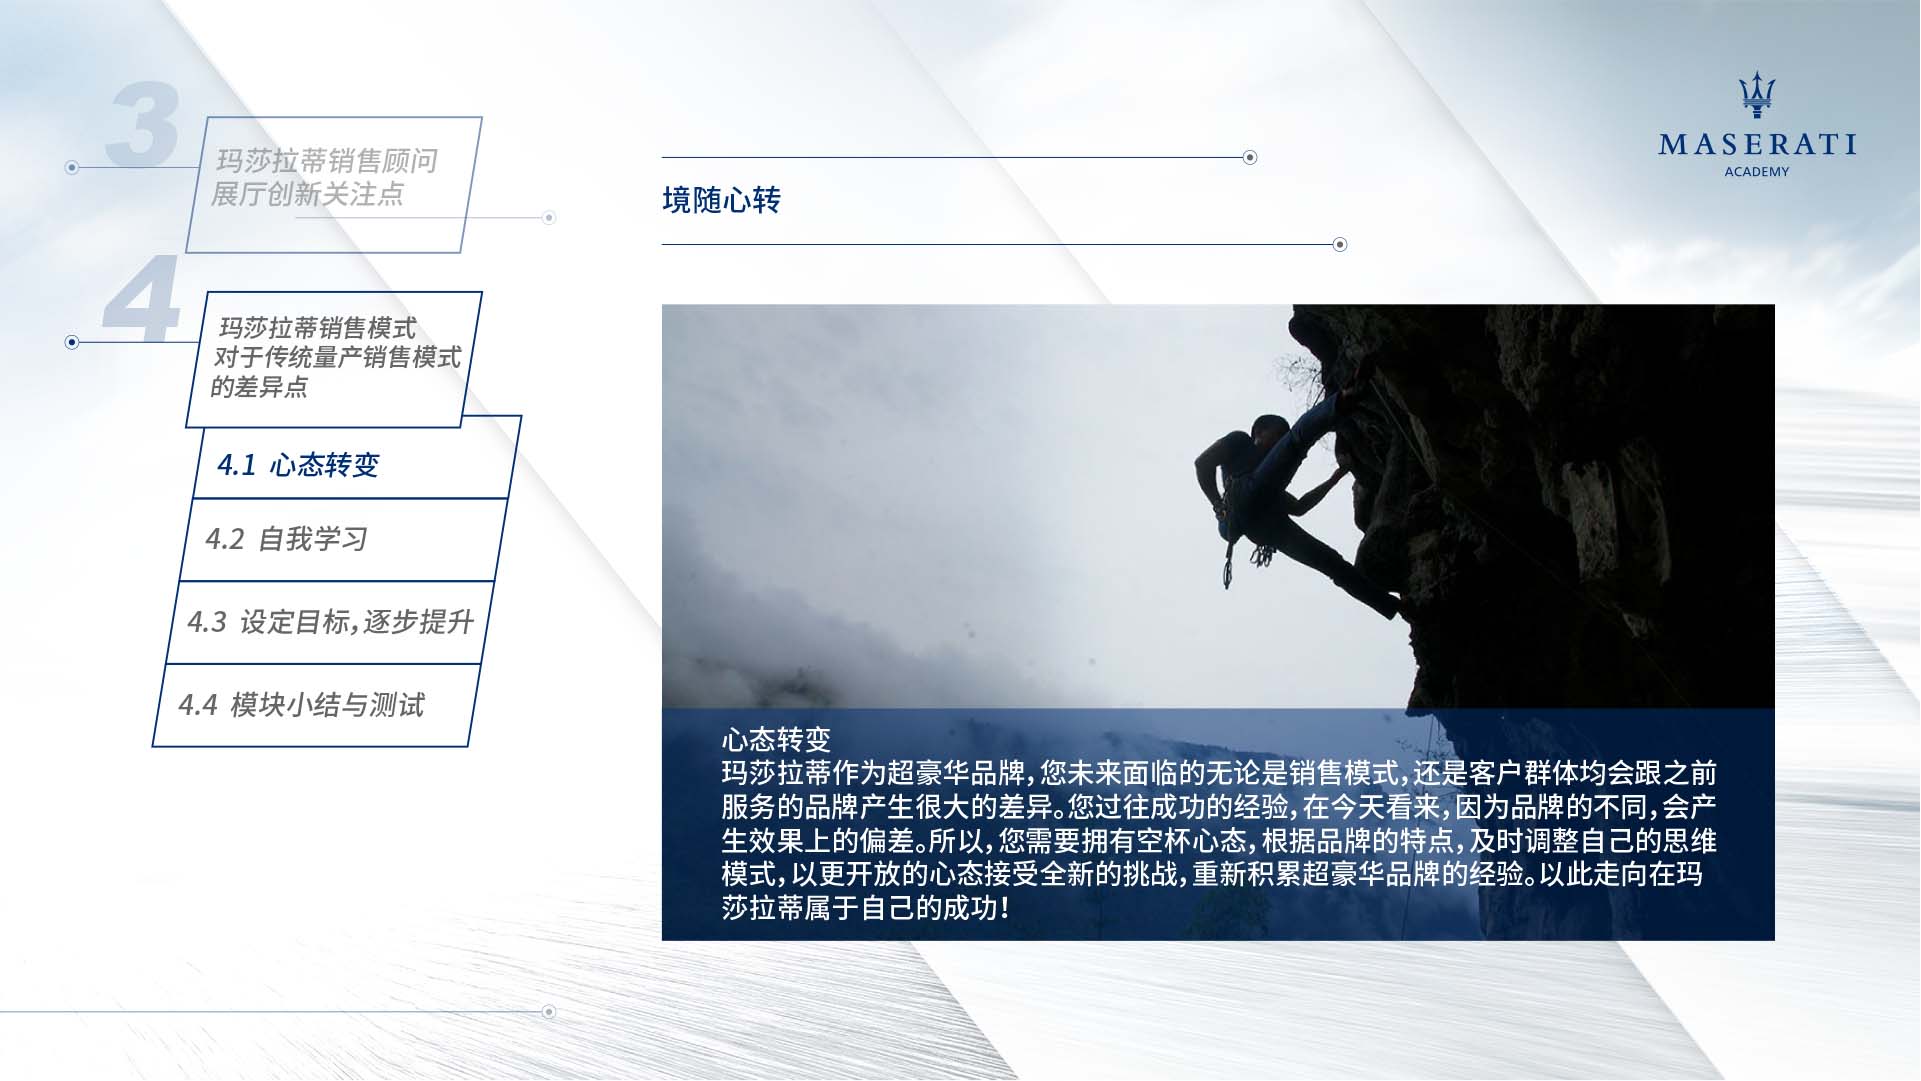 3
玛莎拉蒂销售顾问
展厅创新关注点
4
玛莎拉蒂销售模式
对于传统量产销售模式
的差异点
4.1 心态转变
4.2 自我学习
4.3 设定目标，逐步提升
4.4 模块小结与测试
境随心转
MASERATI
ACADEMY
心态转变
玛莎拉蒂作为超豪华品牌，您未来面临的无论是销售模式，还是客户群体均会跟之前
服务的品牌产生很大的差异。您过往成功的经验，在今天看来，因为品牌的不同，会产
生效果上的偏差。所以，您需要拥有空杯心态，根据品牌的特点，及时调整自己的思维
模式，以更开放的心态接受全新的挑战，重新积累超豪华品牌的经验。以此走向在玛
莎拉蒂属于自己的成功！